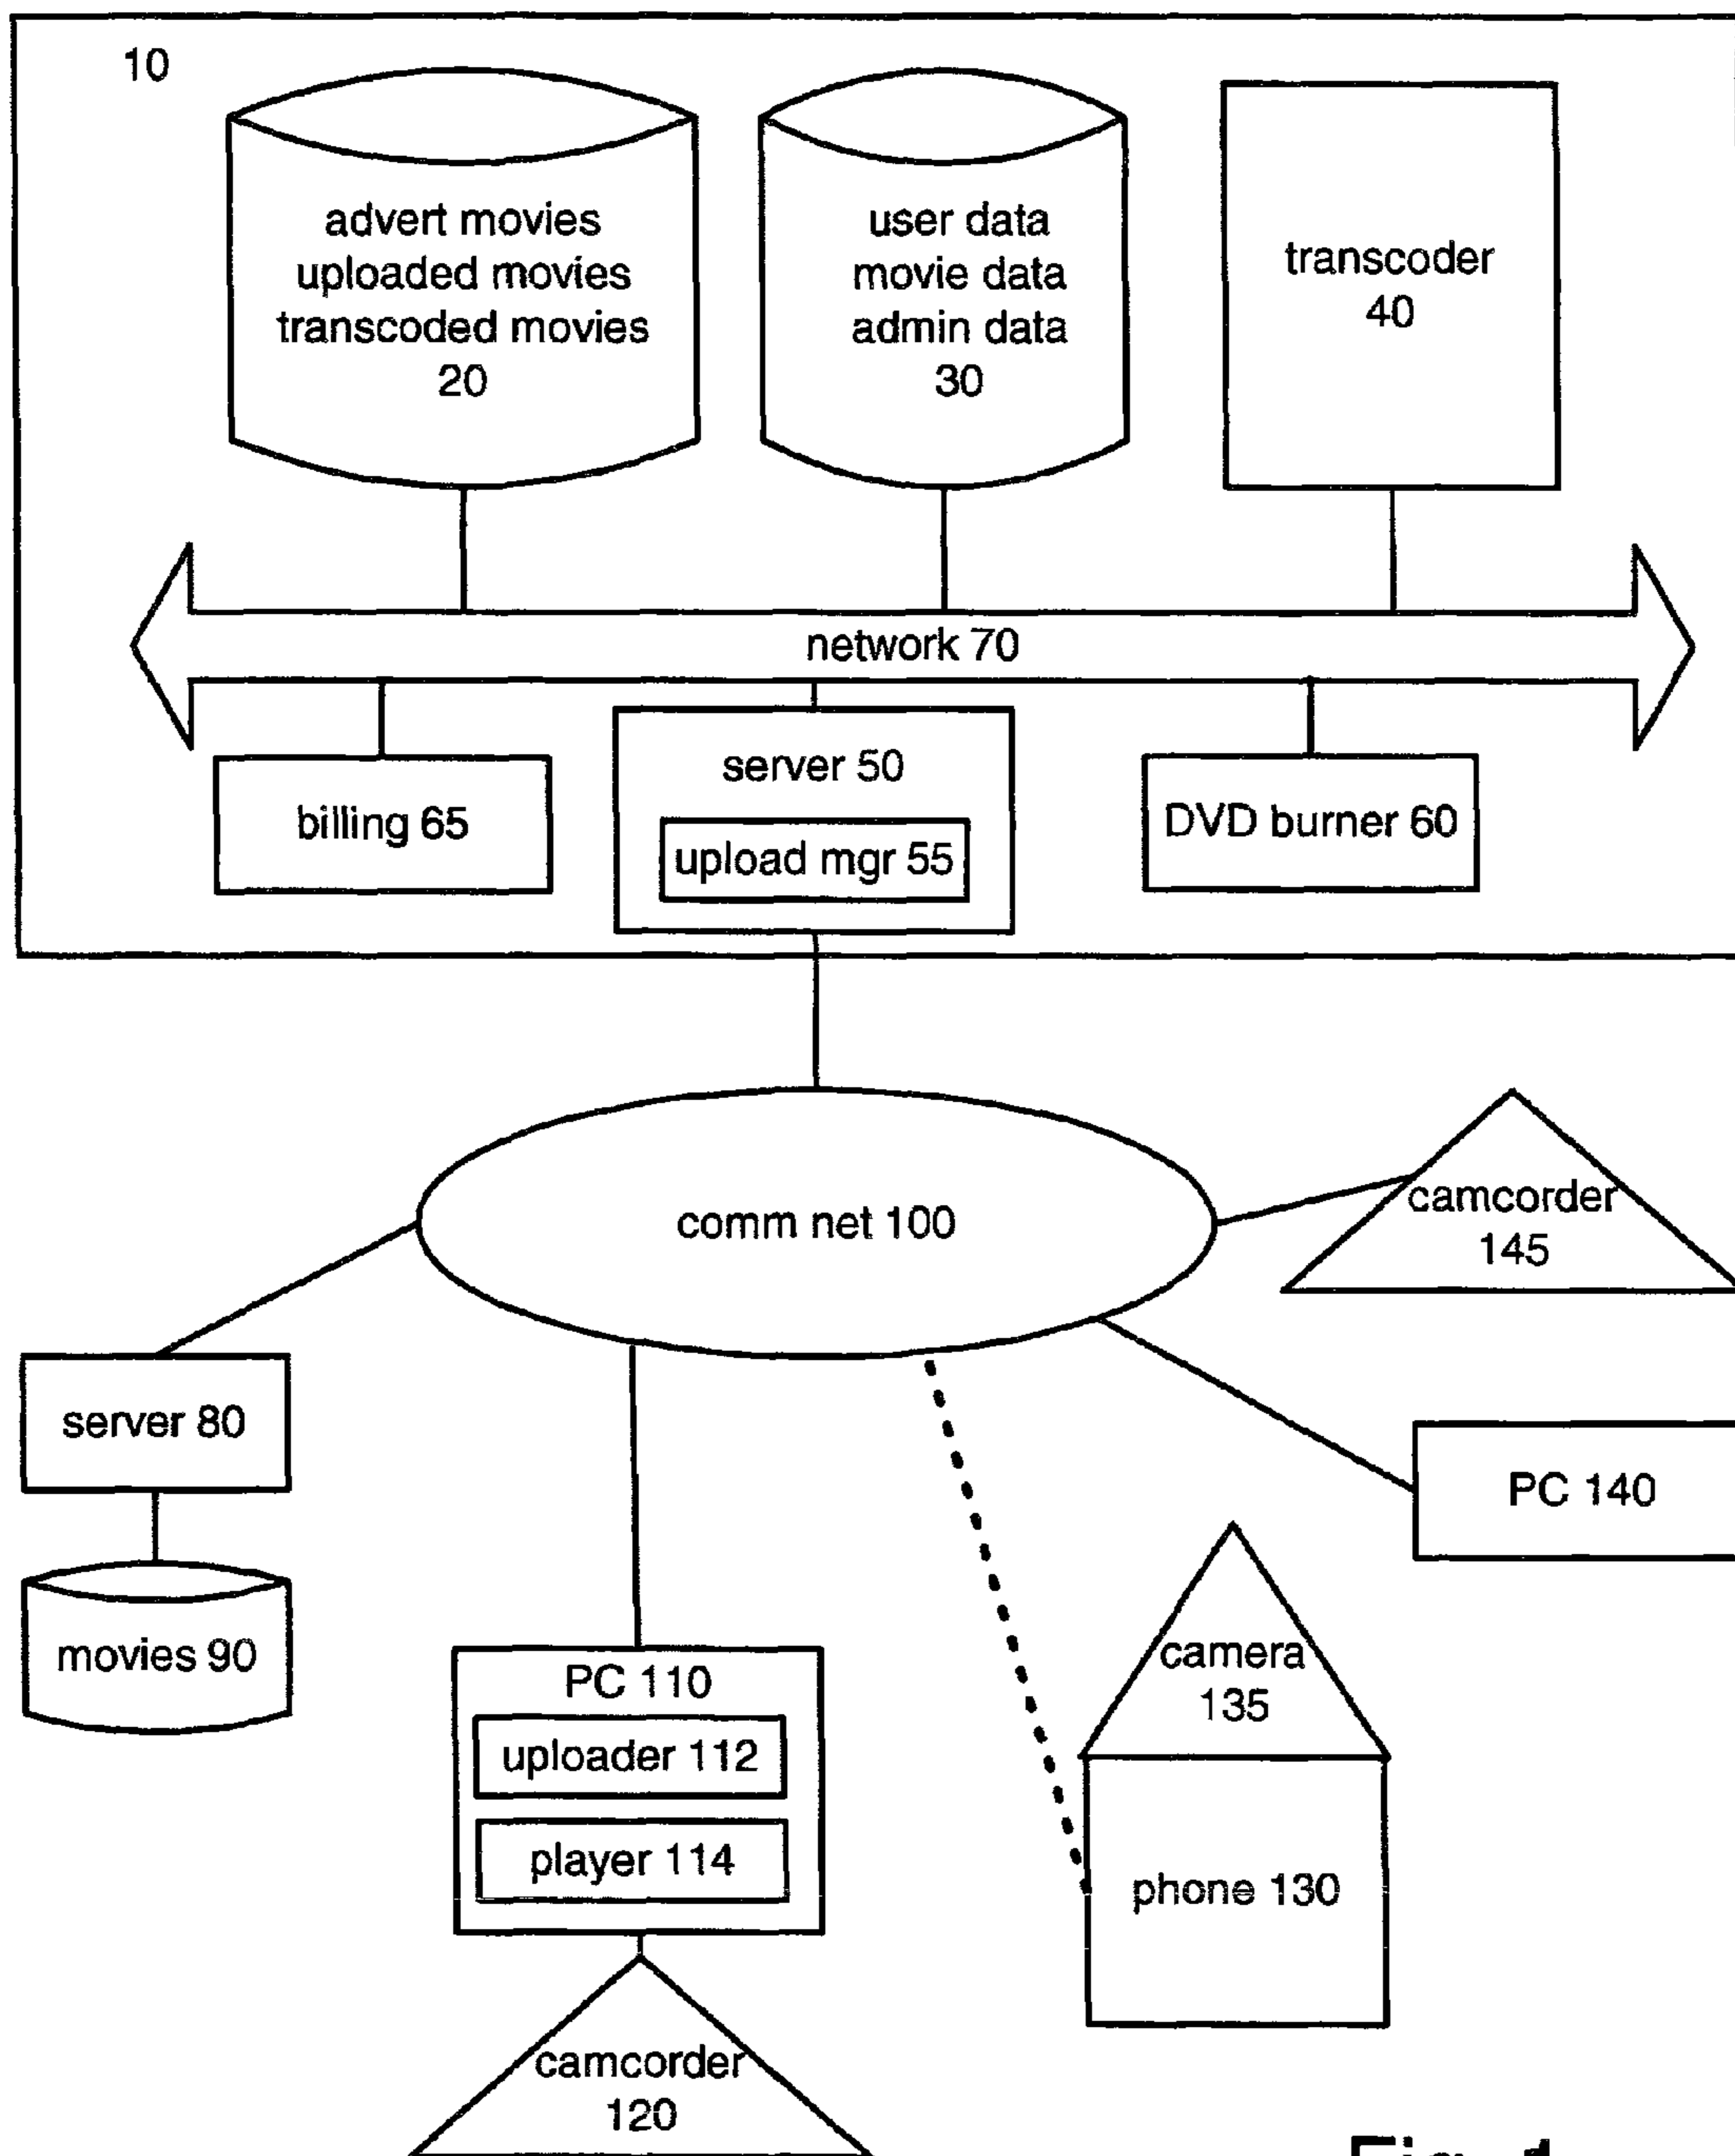 10
advert movies
uploaded movies
transcoded movies
20
user data
movie data
admin data
30
transcoder
40
network 70
billing 65
server 50
upload mgr 55
DVD burner 60
comm net 100
camcorder
145
server 80
PC 140
movies 90
camera
135
PC 110
uploader 112
player 114
phone 130
camcorder
120